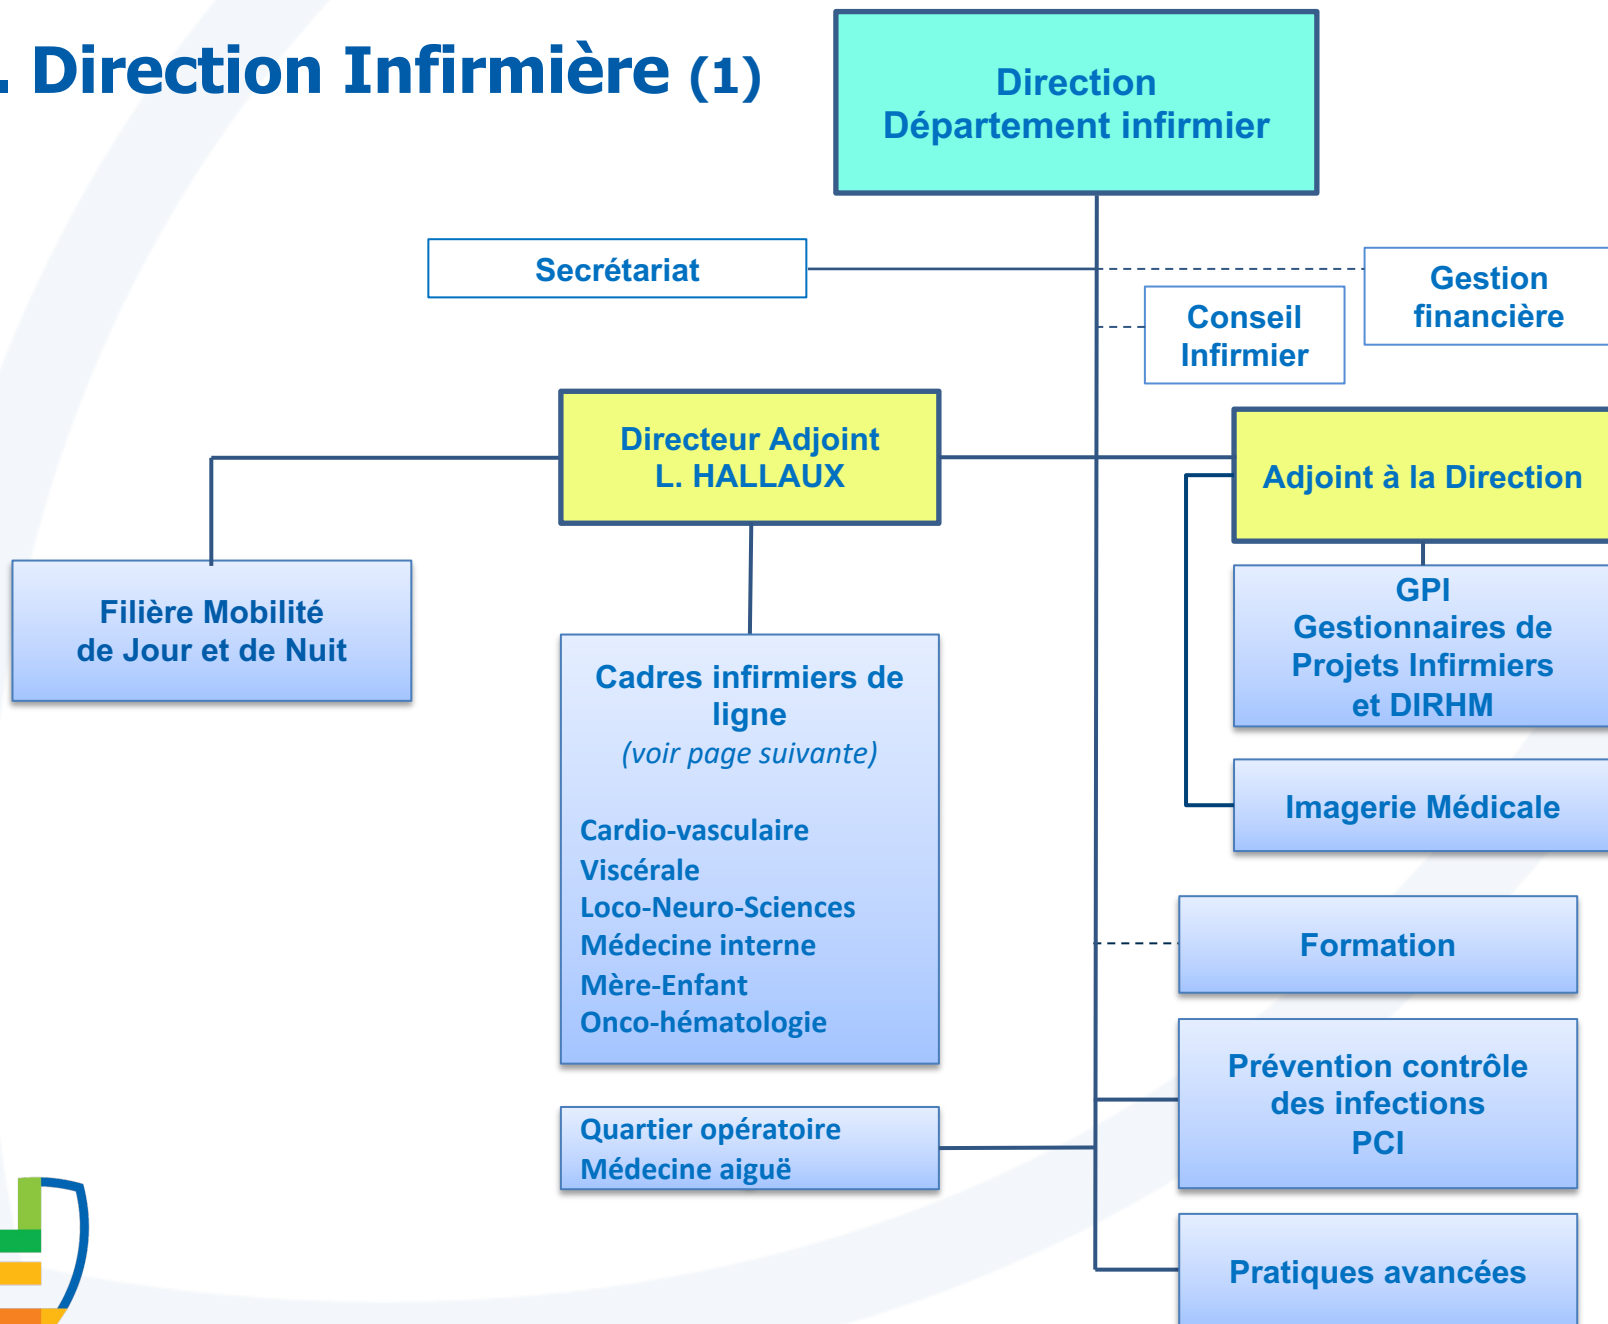 . Direction Infirmière (1)
Direction
Département infirmier
Secrétariat
Gestion
financière
Conseil
Infirmier
Directeur Adjoint
L. HALLAUX
Adjoint à la Direction
Filière Mobilité
de Jour et de Nuit
GPI
Gestionnaires de
Projets Infirmiers
et DIRHM
Cadres infirmiers de
ligne
(voir page suivante)
Cardio-vasculaire
Viscérale
Loco-Neuro-Sciences
Médecine interne
Mère-Enfant
Onco-hématologie
Imagerie Médicale
Formation
Prévention contrôle
des infections
PCI
Quartier opératoire
Médecine aiguë
Pratiques avancées